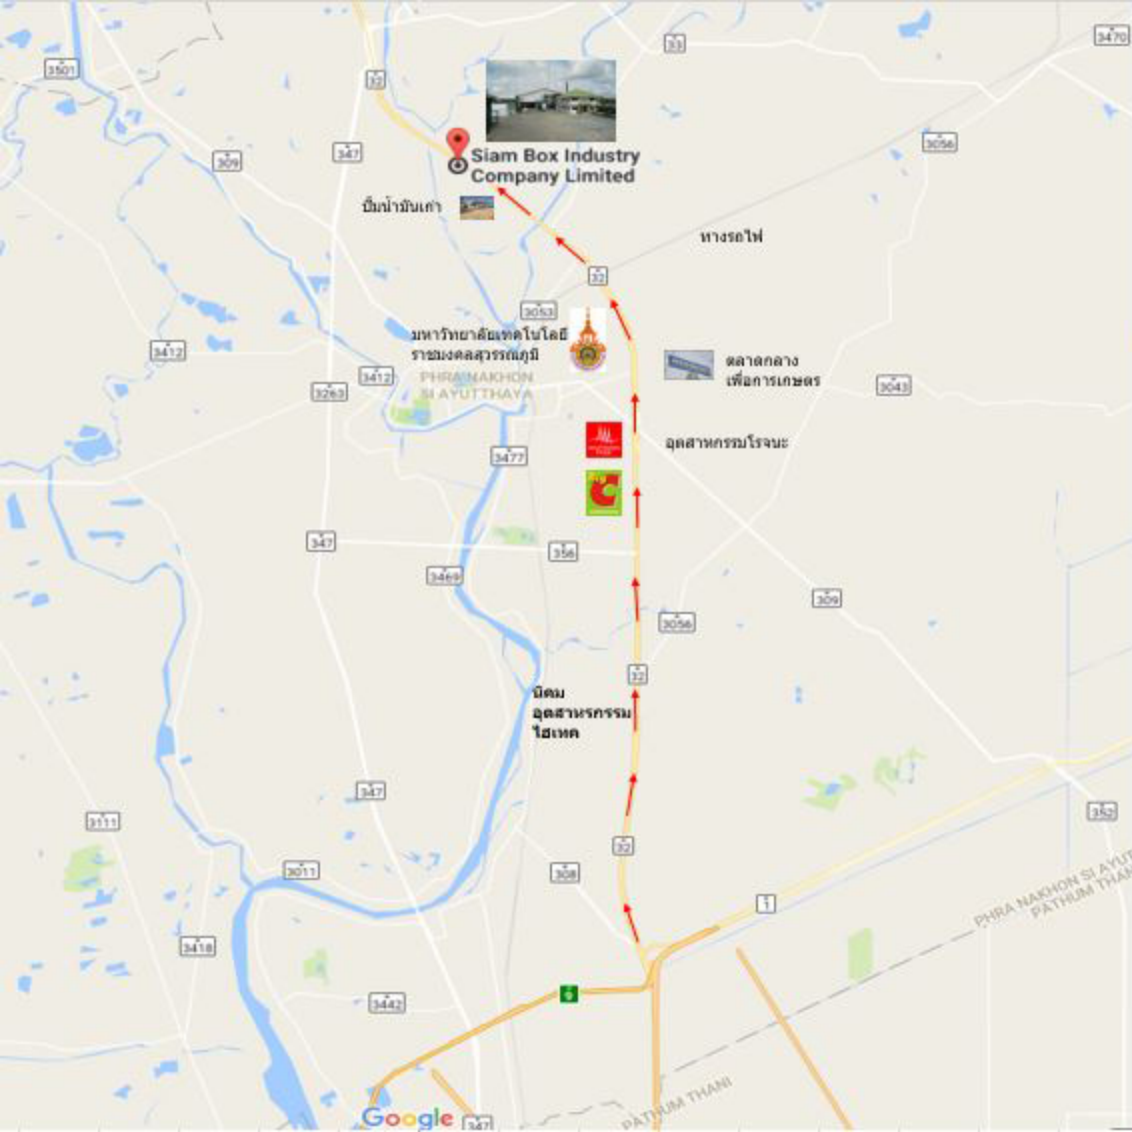 33
3470
3501
32
3056
347
309
Siam Box Industry
Company Limited
ปั๊มน้ำมันเก่า
ทางรถไฟ
32
3053
มหาวิทยาลัยเทคโนโลยี
ราชมงคลสุวรรณภูมิ
3412
ตลาดกลาง
เพื่อการเกษตร
3412
PHRA NAKHON
SI AYUTTHAYA
3263
3043
อุตสาหกรรมโรจนะ
3477
347
356
3469
309
3056
32
นิคม
อุตสาหรกรรม
ไฮเทค
347
352
3111
32
3011
308
1
PHRA NAKHON SI AYUT
PATHUM THAN
3418
9
3442
PATHUM THANI
Google
347